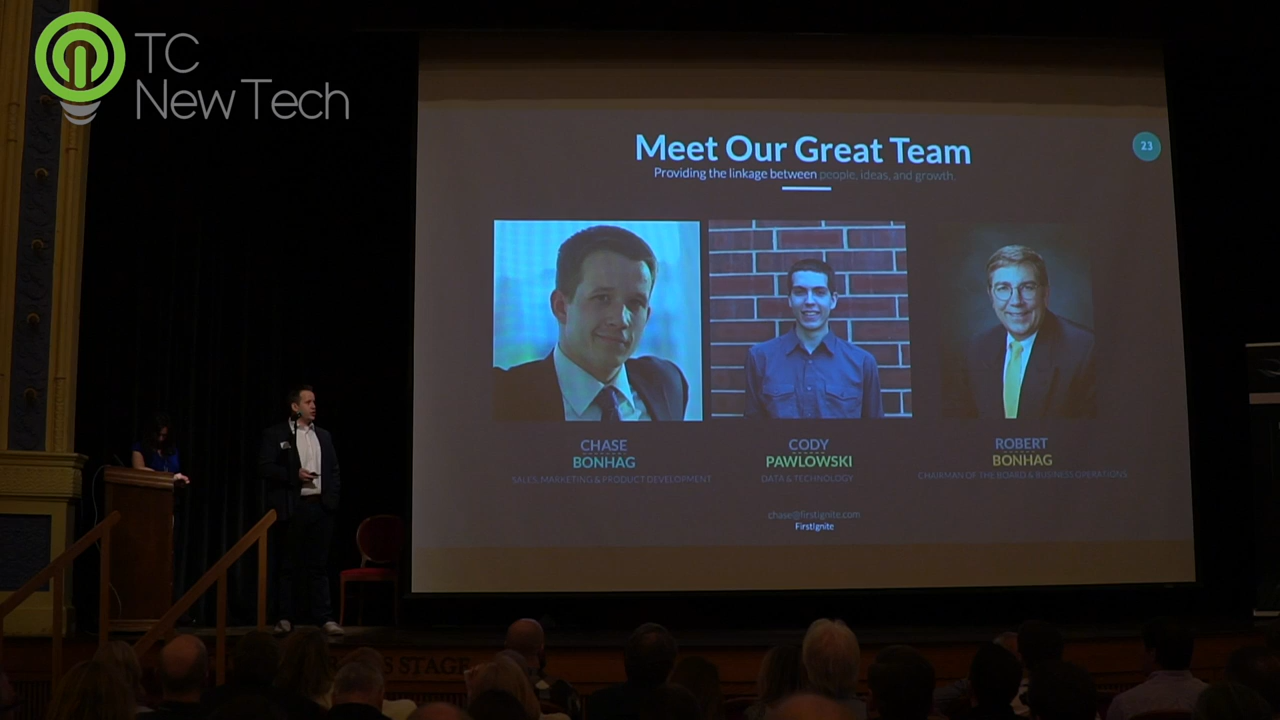 TC
NewTech
Meet Our Great Team
23
Providing the linkage between people, ideas, and growth.
CHASE
BONHAG
SALES, MARKETING & PRODUCT DEVELOPMENT
CODY
PAWLOWSKI
DATA & TECHNOLOGY
ROBERT
BONHAG
CHAIRMAN OF THE BOARD & BUSINESS OPERATIONS
chase@firstignite.com
FirstIgnite
STAGE